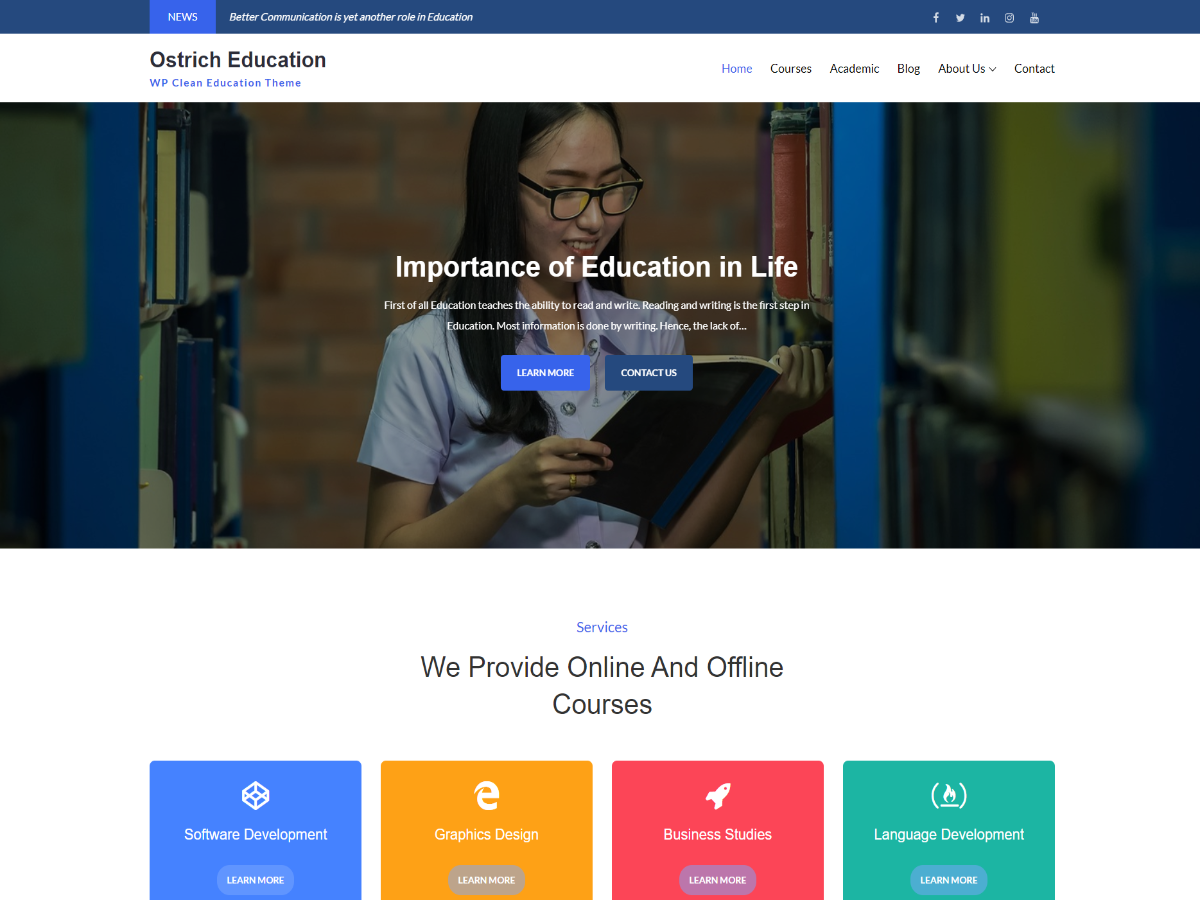 NEWS
Better Communication is yet another role in Education
Ostrich Education
WP Clean Education Theme
Home Courses Academic Blog About Us Contact
Importance of Education in Life
First of all Education teaches the ability to read and write. Reading and writing is the first step in
Education. Most information is done by writing. Hence, the lack of...
LEARN MORE CONTACT US
Services
We Provide Online And Offline
Courses
Software Development Graphics Design Business Studies Language Development
LEARN MORE LEARN MORE LEARN MORE LEARN MORE